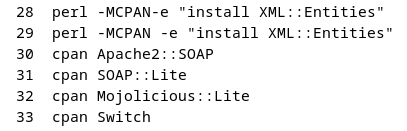 28 perl -MCPAN-e "install XML::Entities"
29 perl -MCPAN -e "install XML::Entities"
30 cpan Apache2::SOAP
31 cpan SOAP::Lite
32 cpan Mojolicious::Lite
33 cpan Switch